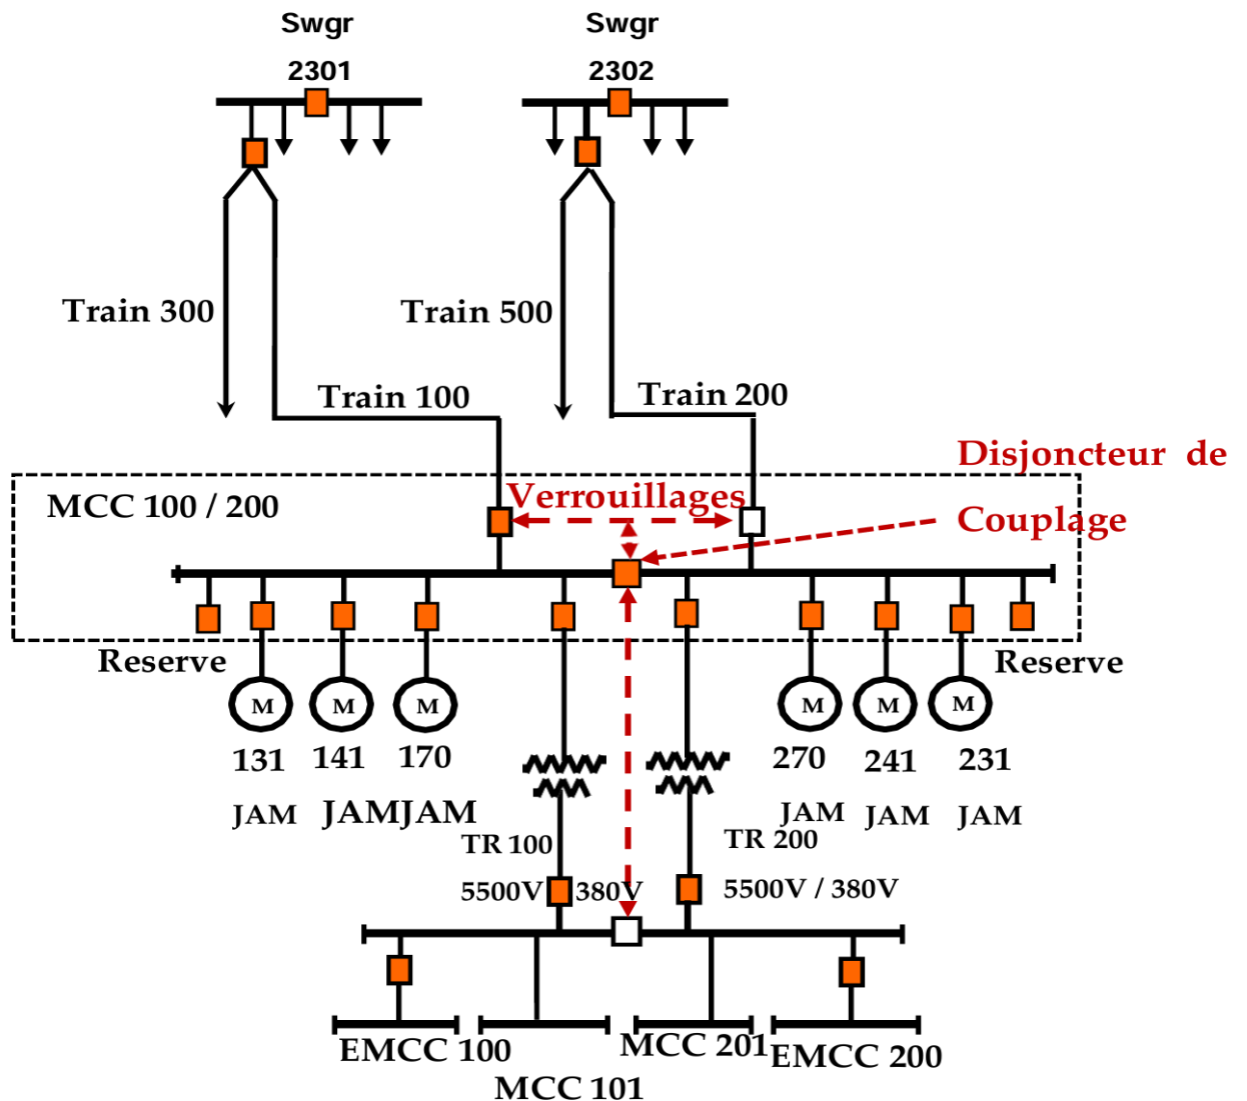 Swgr
2301
Swgr
2302
Train 300
Train 500
Train 100
Train 200
Disjoncteur de
Couplage
MCC 100 / 200
Verrouillages
Reserve
Reserve
M
M
M
M
M
M
131
141
170
270
241
231
JAM
JAM
JAM
JAM
JAM
JAM
TR 100
5500V
380V
TR 200
5500V / 380V
EMCC 100
MCC 101
MCC 201
EMCC 200